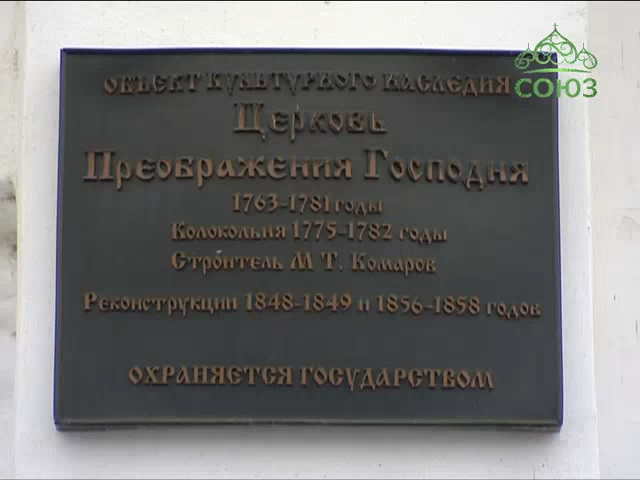 СОЮЗ
ОБЪЕКТ КУЛЬТУРНОГО НАСЛЕДИЯ
Церковь
Преображения Господня
1763-1781 годы
Колокольня 1775-1782 годы
Строитель М Т. Комаров
Реконструкции 1848-1849 и 1856-1858 годов
ОХРАНЯЕТСЯ ГОСУДАРСТВОМ